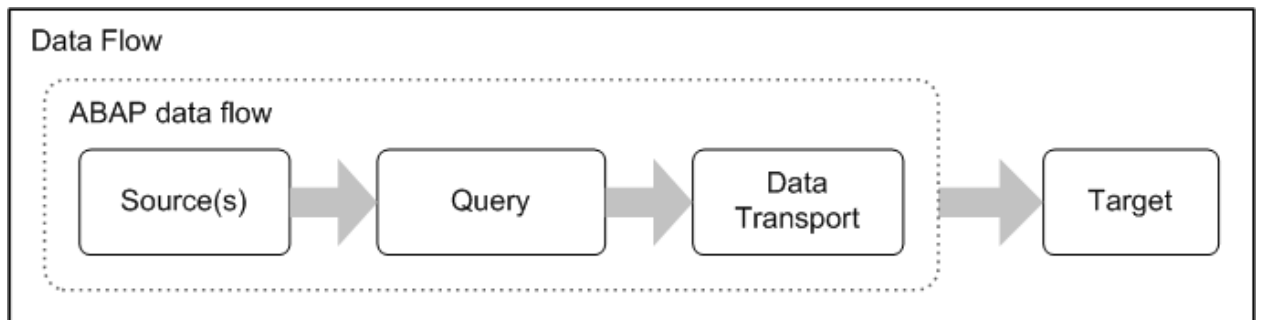 Data Flow
ABAP data flow
Source(s)
Query
Data
Transport
Target